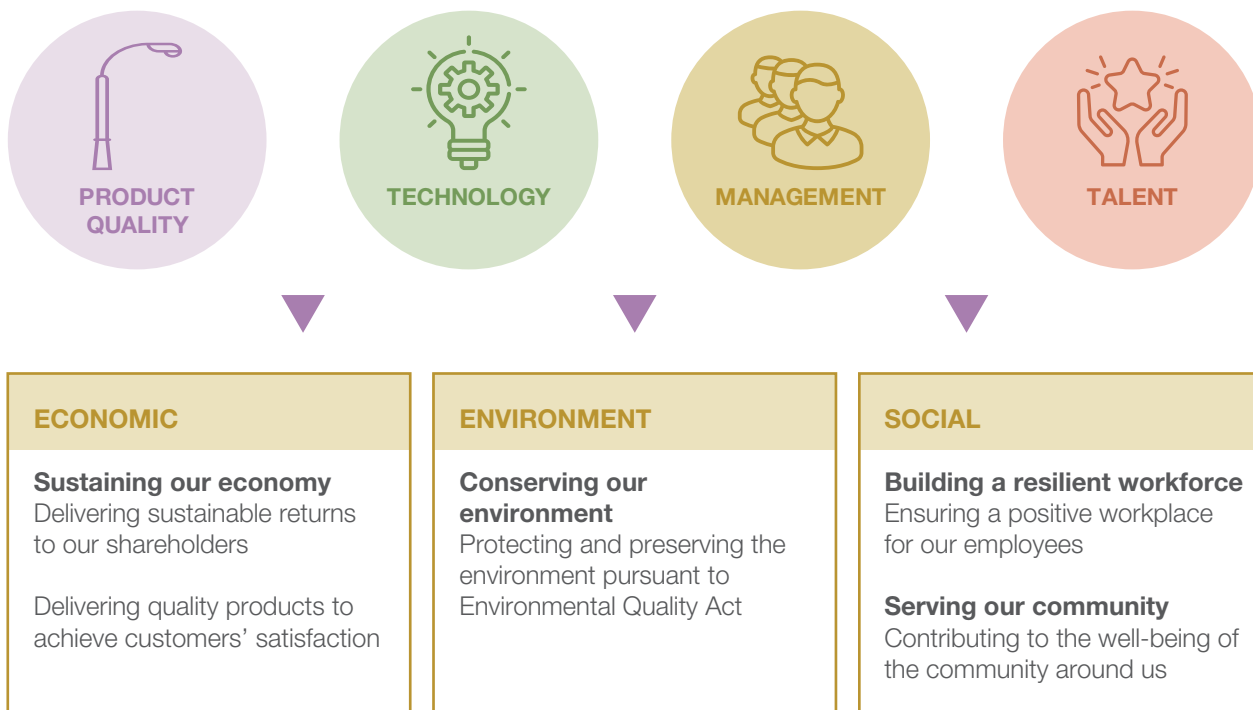 PRODUCT
QUALITY
TECHNOLOGY
MANAGEMENT
TALENT
ECONOMIC
Sustaining our economy
Delivering sustainable returns
to our shareholders
Delivering quality products to
achieve customers’ satisfaction
ENVIRONMENT
Conserving our
environment
Protecting and preserving the
environment pursuant to
Environmental Quality Act
SOCIAL
Building a resilient workforce
Ensuring a positive workplace
for our employees
Serving our community
Contributing to the well-being of
the community around us